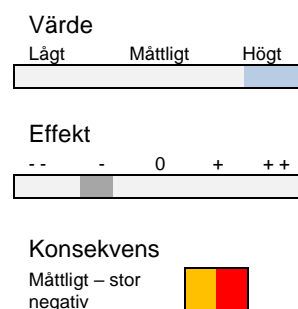 Värde
Lågt Måttligt Högt
Effekt
- - - 0 + + +
Konsekvens
Måttligt – stor
negativ